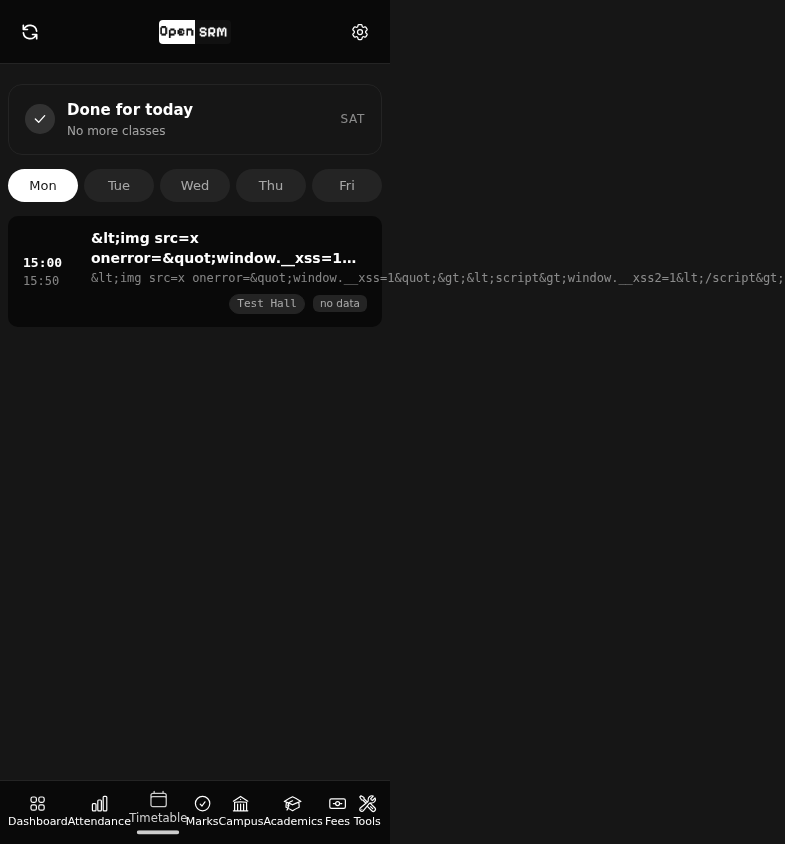 Open SRM
Done for today
No more classes
SAT
Mon Tue Wed Thu Fri
&lt;img src=x
onerror=&quot;window.__xss=1…
15:00
15:50
&lt;img src=x onerror=&quot;window.__xss=1&quot;&gt;&lt;script&gt;window.__xss2=1&lt;/script&gt;
Test Hall no data
Dashboard Attendance Timetable Marks Campus Academics Fees Tools